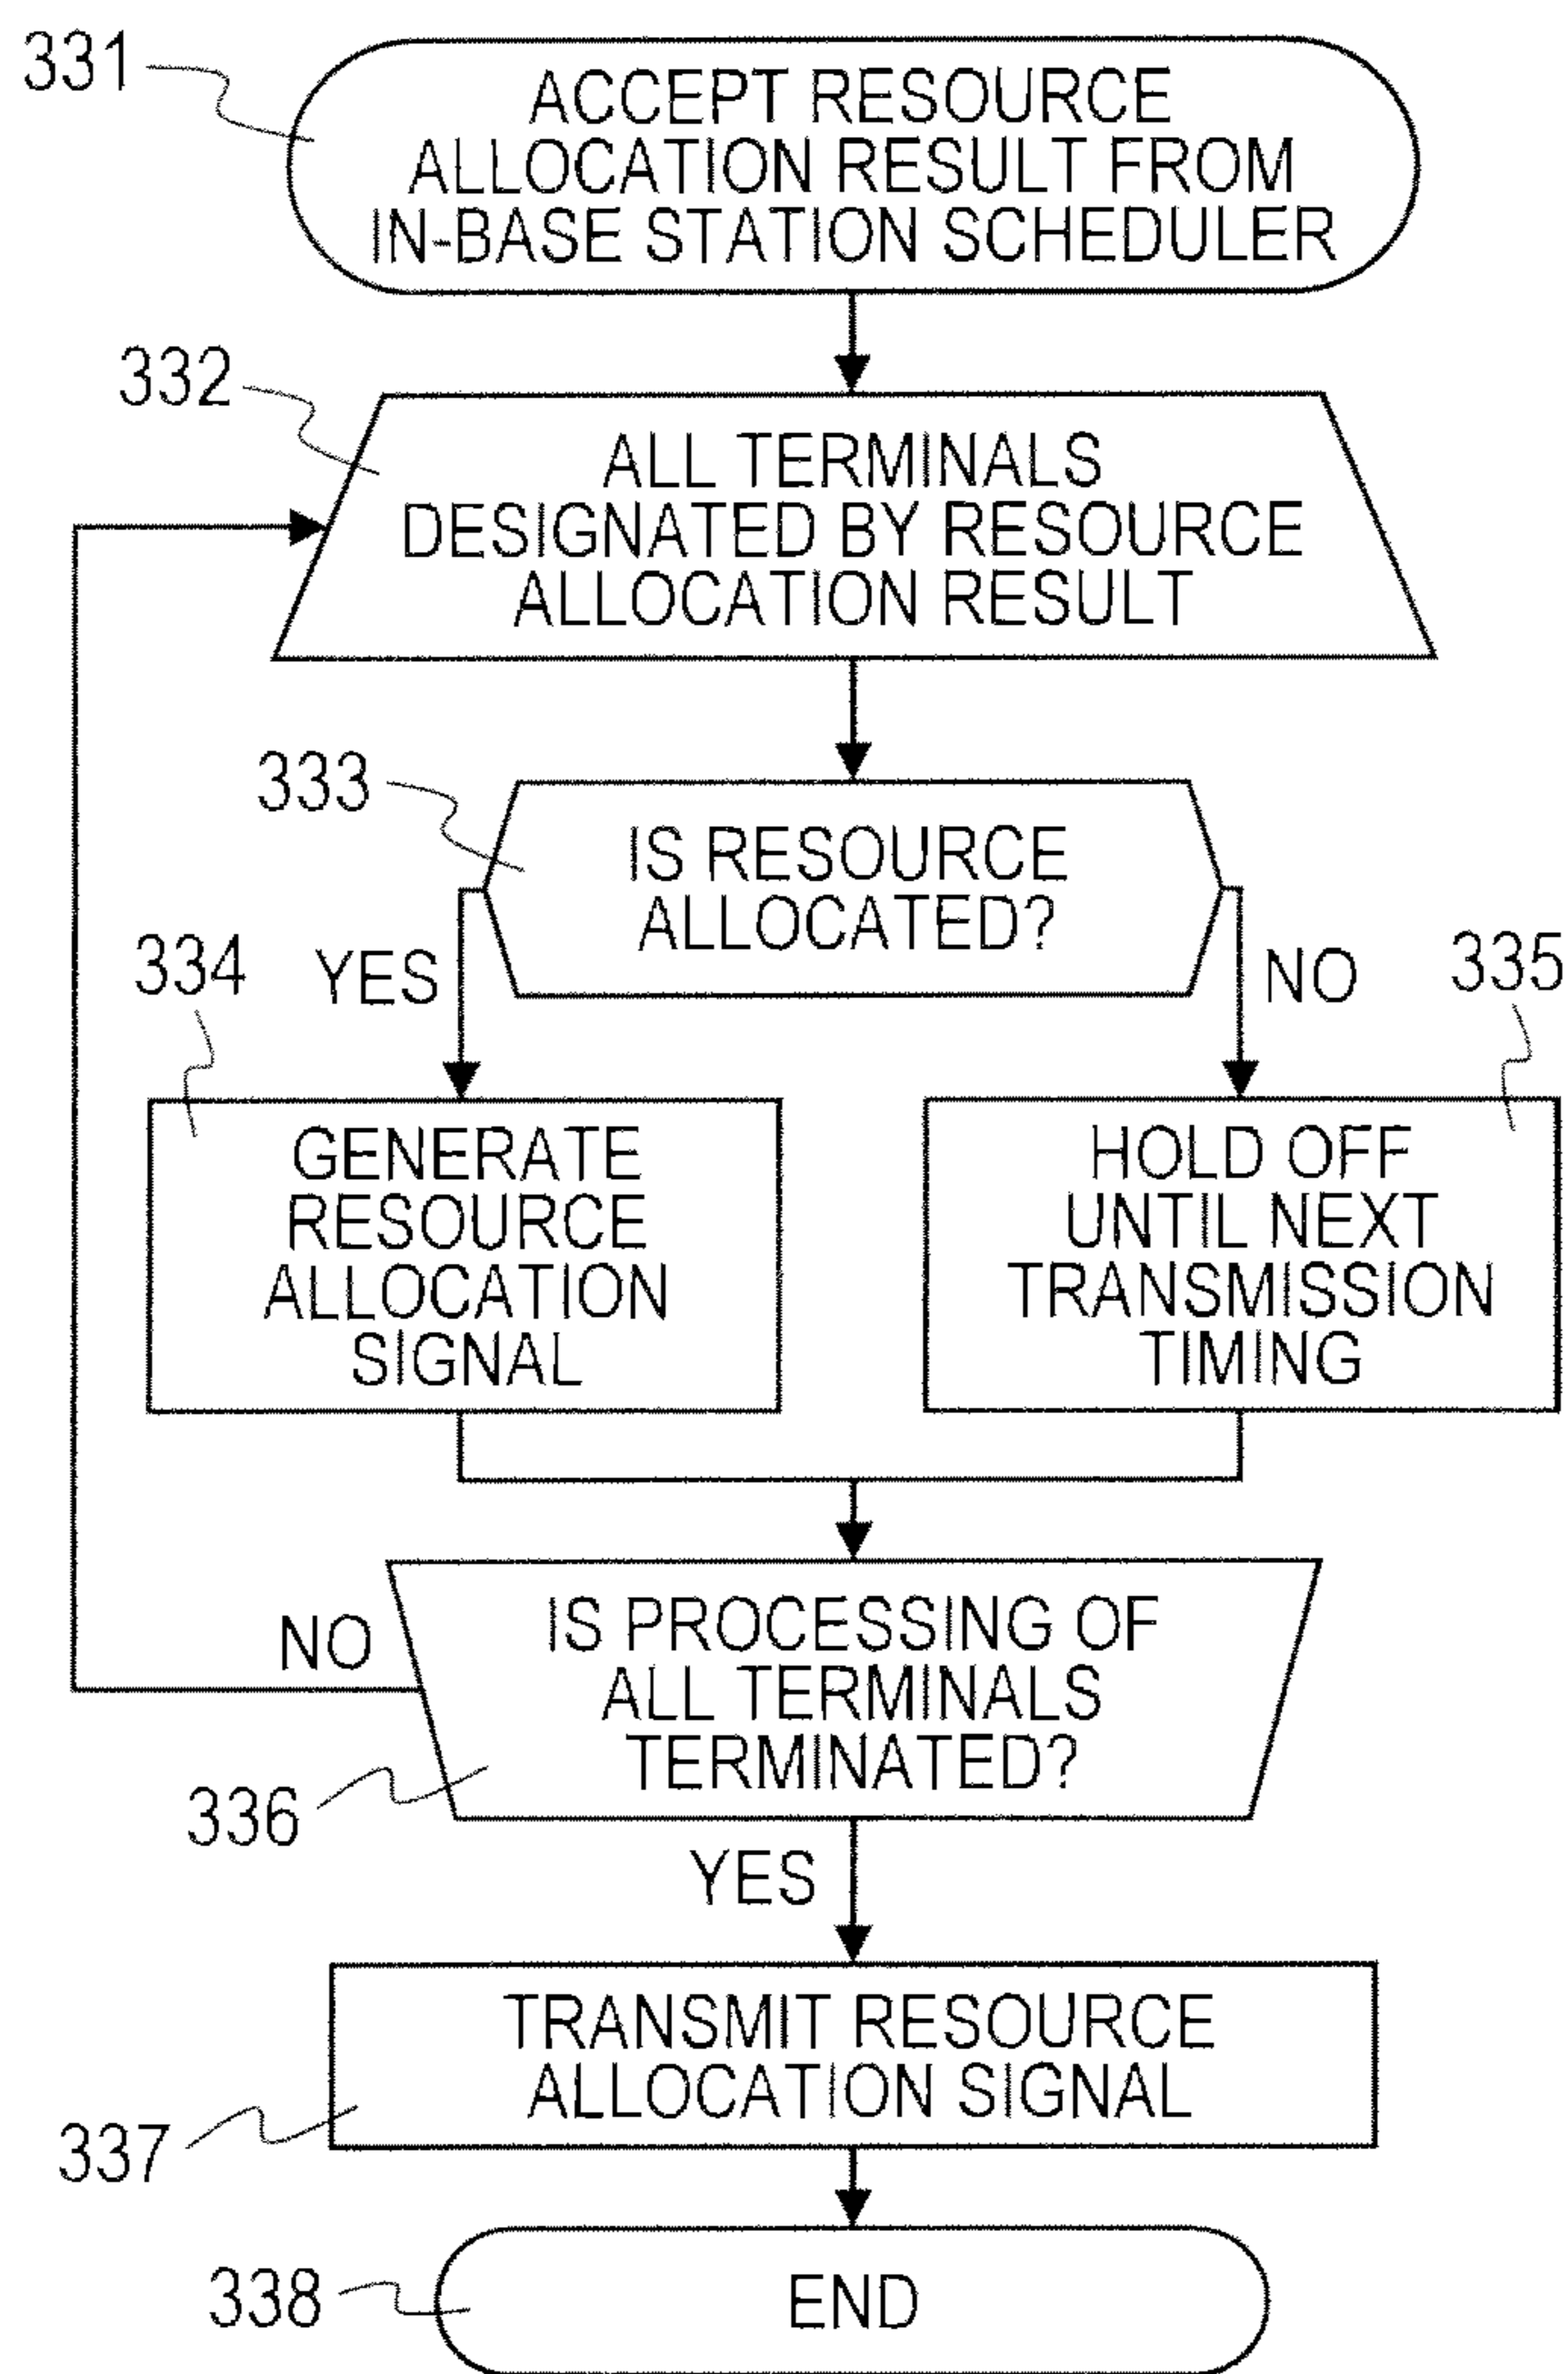 331
ACCEPT RESOURCE
ALLOCATION RESULT FROM
IN-BASE STATION SCHEDULER
332
ALL TERMINALS
DESIGNATED BY RESOURCE
ALLOCATION RESULT
333
IS RESOURCE
ALLOCATED?
334
YES
NO
335
GENERATE
RESOURCE
ALLOCATION
SIGNAL
HOLD OFF
UNTIL NEXT
TRANSMISSION
TIMING
NO
IS PROCESSING OF
ALL TERMINALS
TERMINATED?
336
YES
TRANSMIT RESOURCE
ALLOCATION SIGNAL
337
338
END